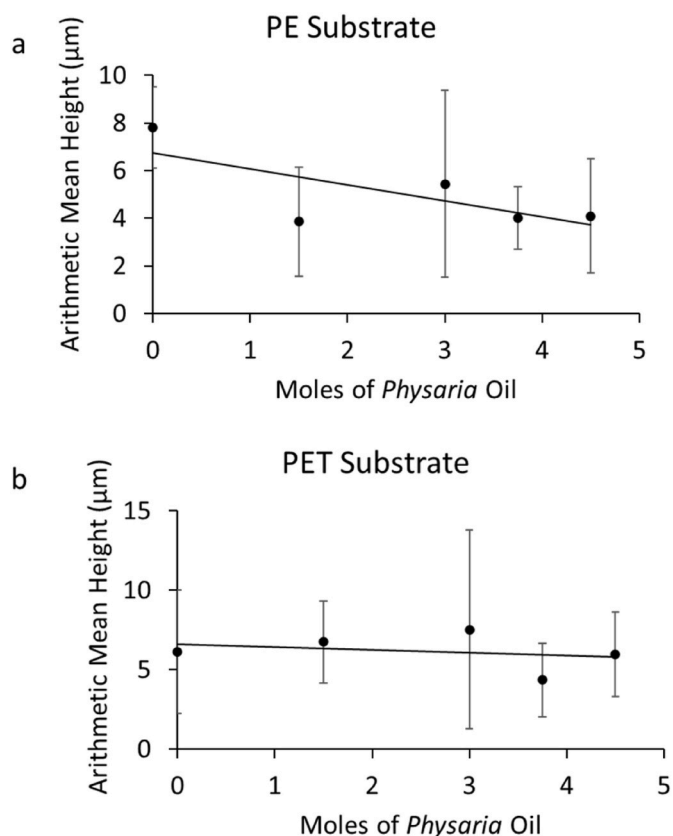 a
PE Substrate
Arithmetic Mean Height (µm)
10
8
6
4
2
0
0 1 2 3 4 5
Moles of Physaria Oil
b
PET Substrate
Arithmetic Mean Height (µm)
15
10
5
0
0 1 2 3 4 5
Moles of Physaria Oil